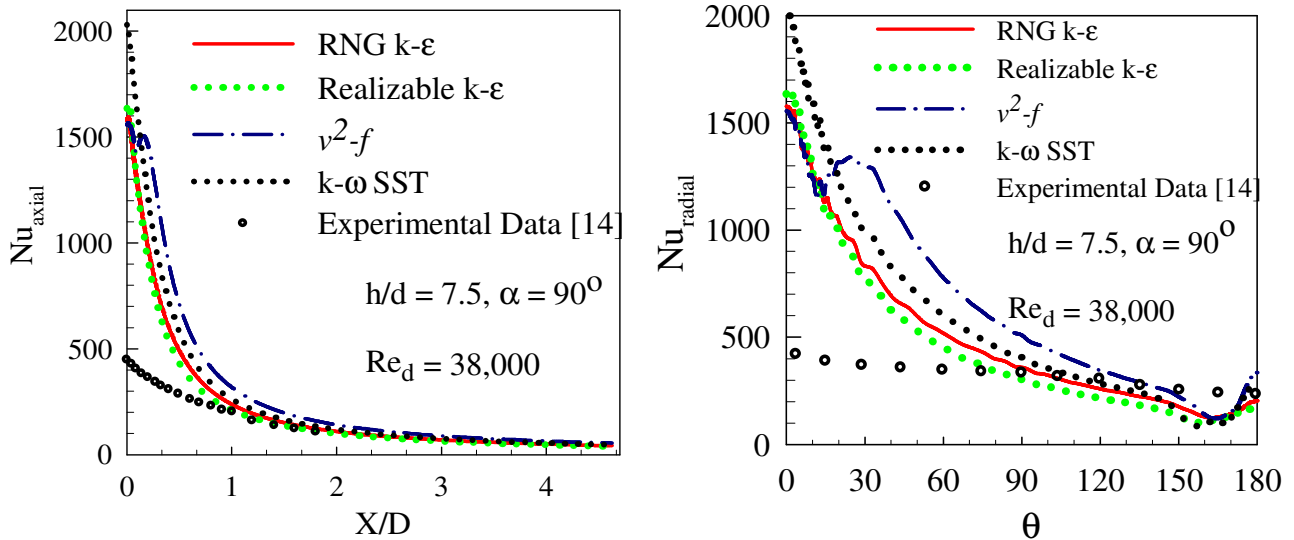 2000
1500
1000
500
0
Nu_axial
RNG k-ε
Realizable k-ε
v²-f
k-ω SST
Experimental Data [14]
h/d = 7.5, α = 90°
Re_d = 38,000
0 1 2 3 4
X/D
2000
1500
1000
500
0
Nu_radial
RNG k-ε
Realizable k-ε
v²-f
k-ω SST
Experimental Data [14]
h/d = 7.5, α = 90°
Re_d = 38,000
0 30 60 90 120 150 180
θ